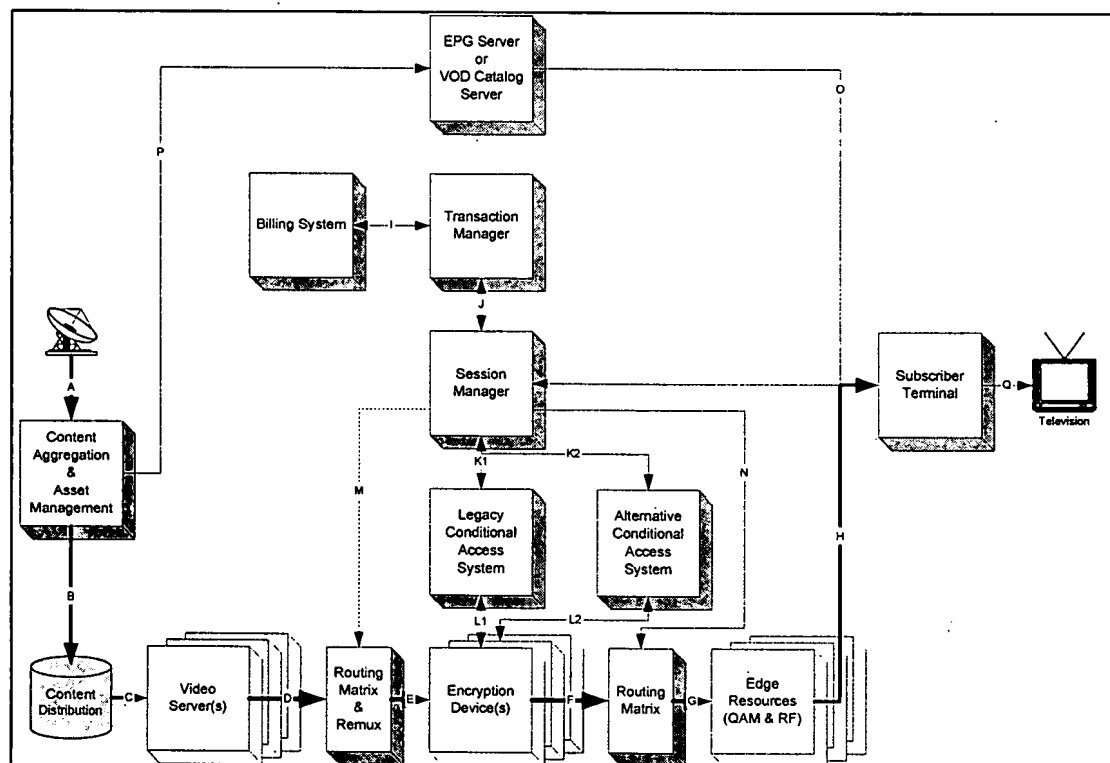 EPG Server
or
VOD Catalog
Server
O
P
Billing System
I
Transaction
Manager
J
A
Session
Manager
Subscriber
Terminal
Q
Television
Content
Aggregation
&
Asset
Management
K1
K2
N
M
Legacy
Conditional
Access
System
Alternative
Conditional
Access
System
H
B
L1
L2
Content
Distribution
C
Video
Server(s)
D
Routing
Matrix
&
Remux
E
Encryption
Device(s)
F
Routing
Matrix
G
Edge
Resources
(QAM & RF)